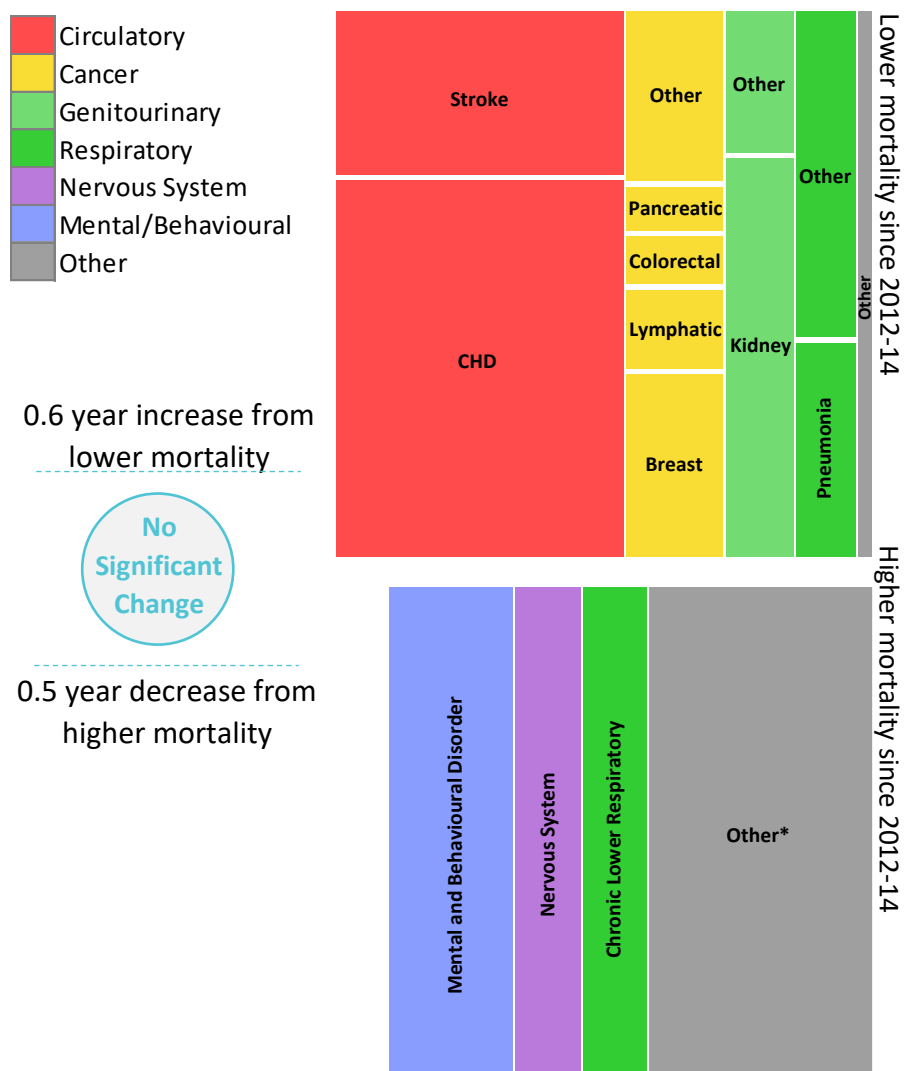 Circulatory
Cancer
Genitourinary
Respiratory
Nervous System
Mental/Behavioural
Other
Stroke
CHD
Other
Pancreatic
Colorectal
Lymphatic
Breast
Other
Kidney
Other
Pneumonia
Other
Lower mortality since 2012-14
0.6 year increase from
lower mortality
No
Significant
Change
0.5 year decrease from
higher mortality
Mental and Behavioural Disorder
Nervous System
Chronic Lower Respiratory
Other*
Higher mortality since 2012-14